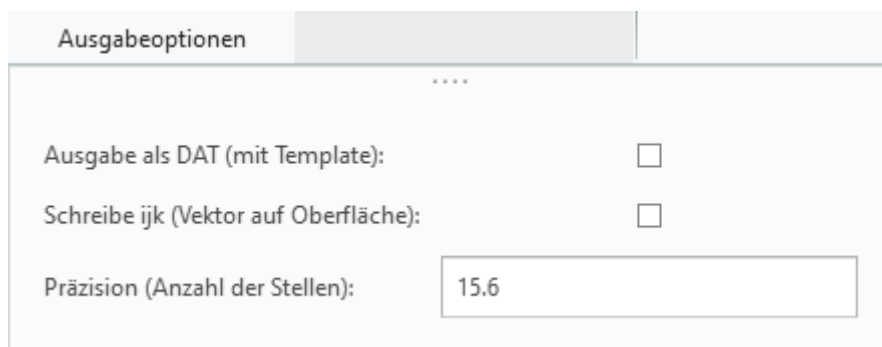 Ausgabeoptionen
Ausgabe als DAT (mit Template):
Schreibe ijk (Vektor auf Oberfläche):
Präzision (Anzahl der Stellen): 15.6